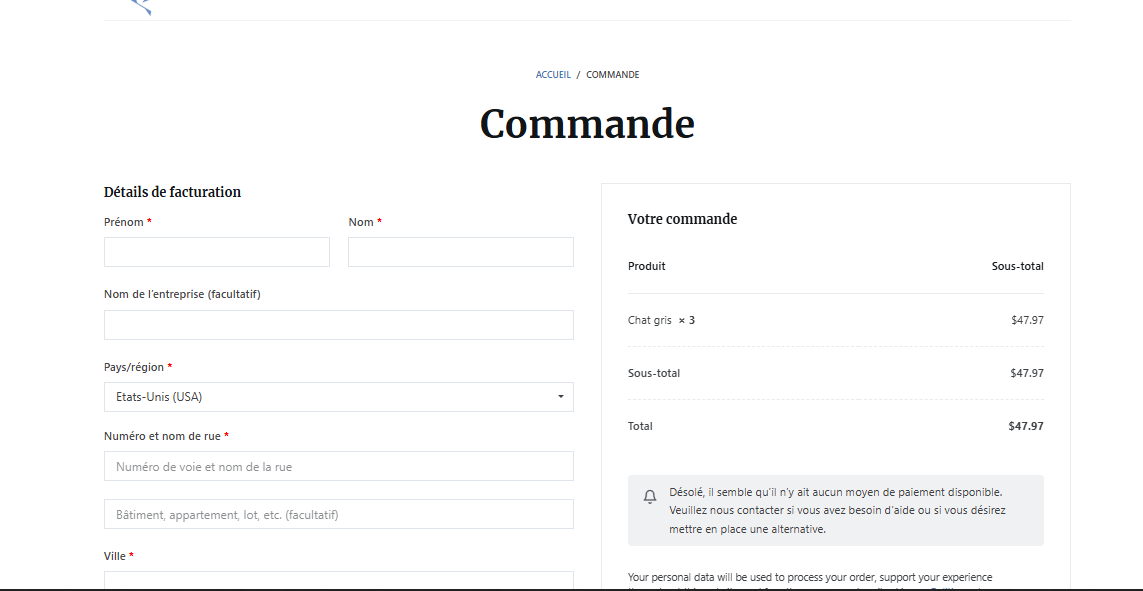 ACCUEIL / COMMANDE
Commande
Détails de facturation
Prénom *
Nom *
Nom de l'entreprise (facultatif)
Pays/région *
Etats-Unis (USA)
Numéro et nom de rue *
Numéro de voie et nom de la rue
Bâtiment, appartement, lot, etc. (facultatif)
Ville *
Votre commande
Produit Sous-total
Chat gris × 3 $47.97
Sous-total $47.97
Total $47.97
Désolé, il semble qu'il n'y ait aucun moyen de paiement disponible.
Veuillez nous contacter si vous avez besoin d'aide ou si vous désirez
mettre en place une alternative.
Your personal data will be used to process your order, support your experience